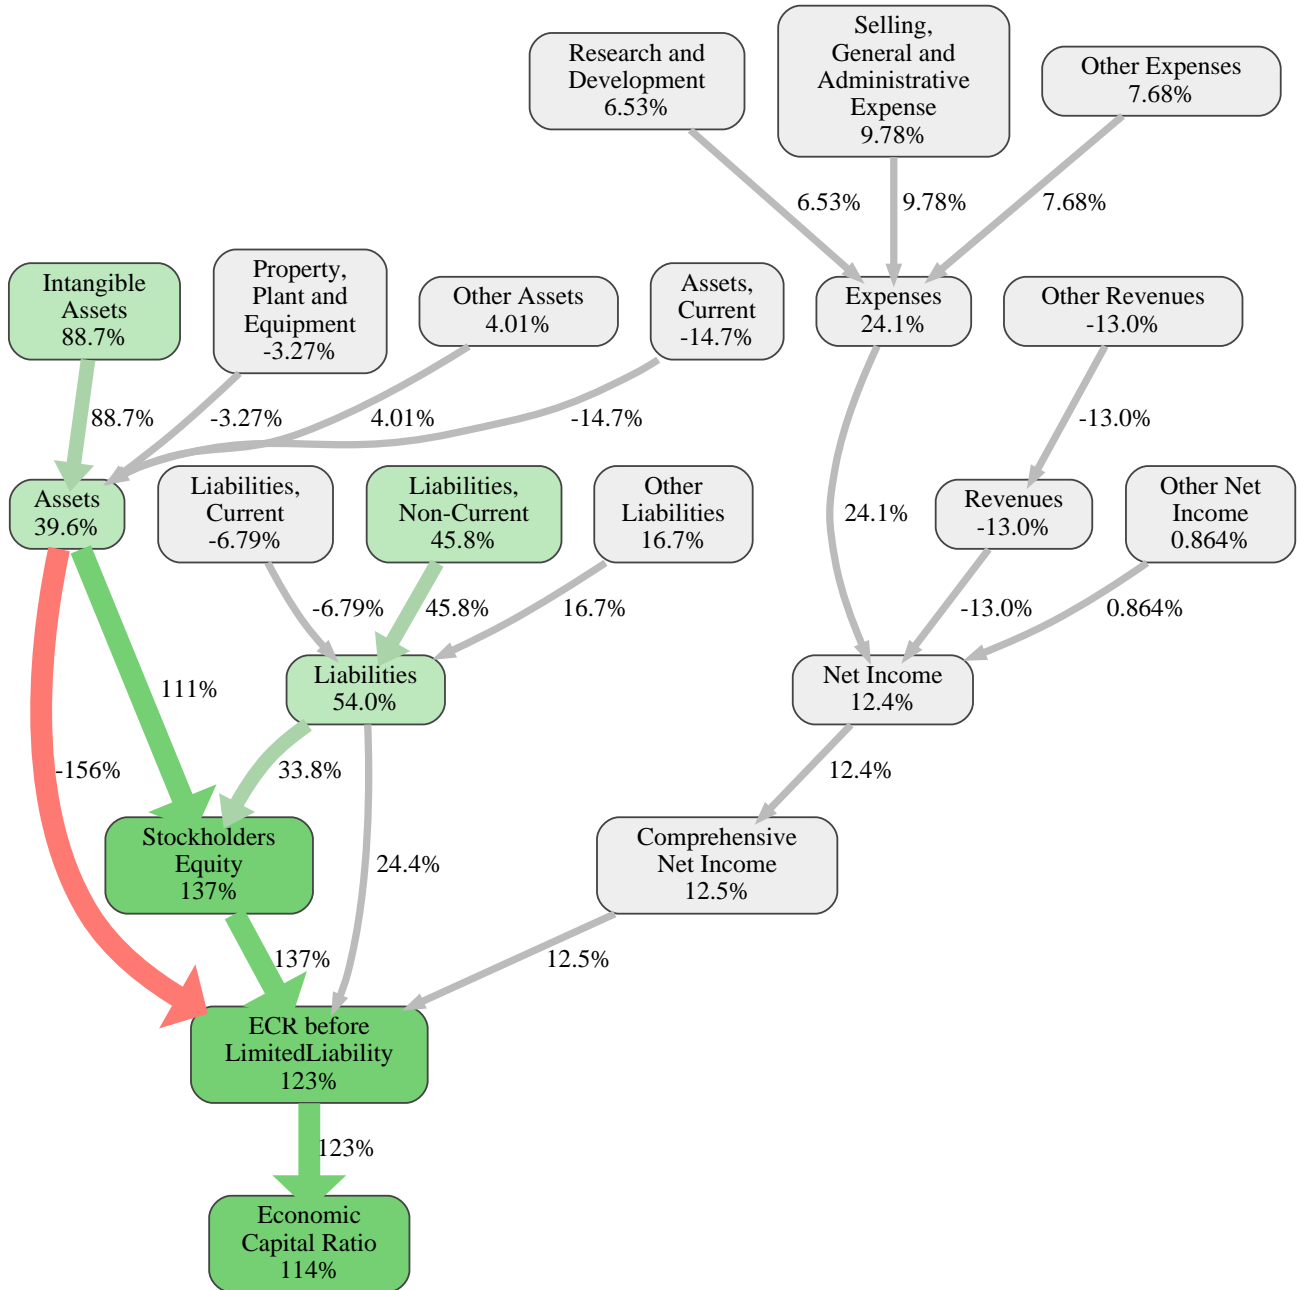 Research and
Development
6.53%
Selling,
General and
Administrative
Expense
9.78%
Other Expenses
7.68%
6.53%
9.78%
7.68%
Intangible
Assets
88.7%
Property,
Plant and
Equipment
-3.27%
Other Assets
4.01%
Assets,
Current
-14.7%
Expenses
24.1%
Other Revenues
-13.0%
88.7%
-3.27%
4.01%
-14.7%
-13.0%
Assets
39.6%
Liabilities,
Current
-6.79%
Liabilities,
Non-Current
45.8%
Other
Liabilities
16.7%
24.1%
Revenues
-13.0%
Other Net
Income
0.864%
-6.79%
45.8%
16.7%
-13.0%
0.864%
111%
Liabilities
54.0%
Net Income
12.4%
-156%
33.8%
12.4%
Stockholders
Equity
137%
24.4%
Comprehensive
Net Income
12.5%
137%
12.5%
ECR before
LimitedLiability
123%
123%
Economic
Capital Ratio
114%